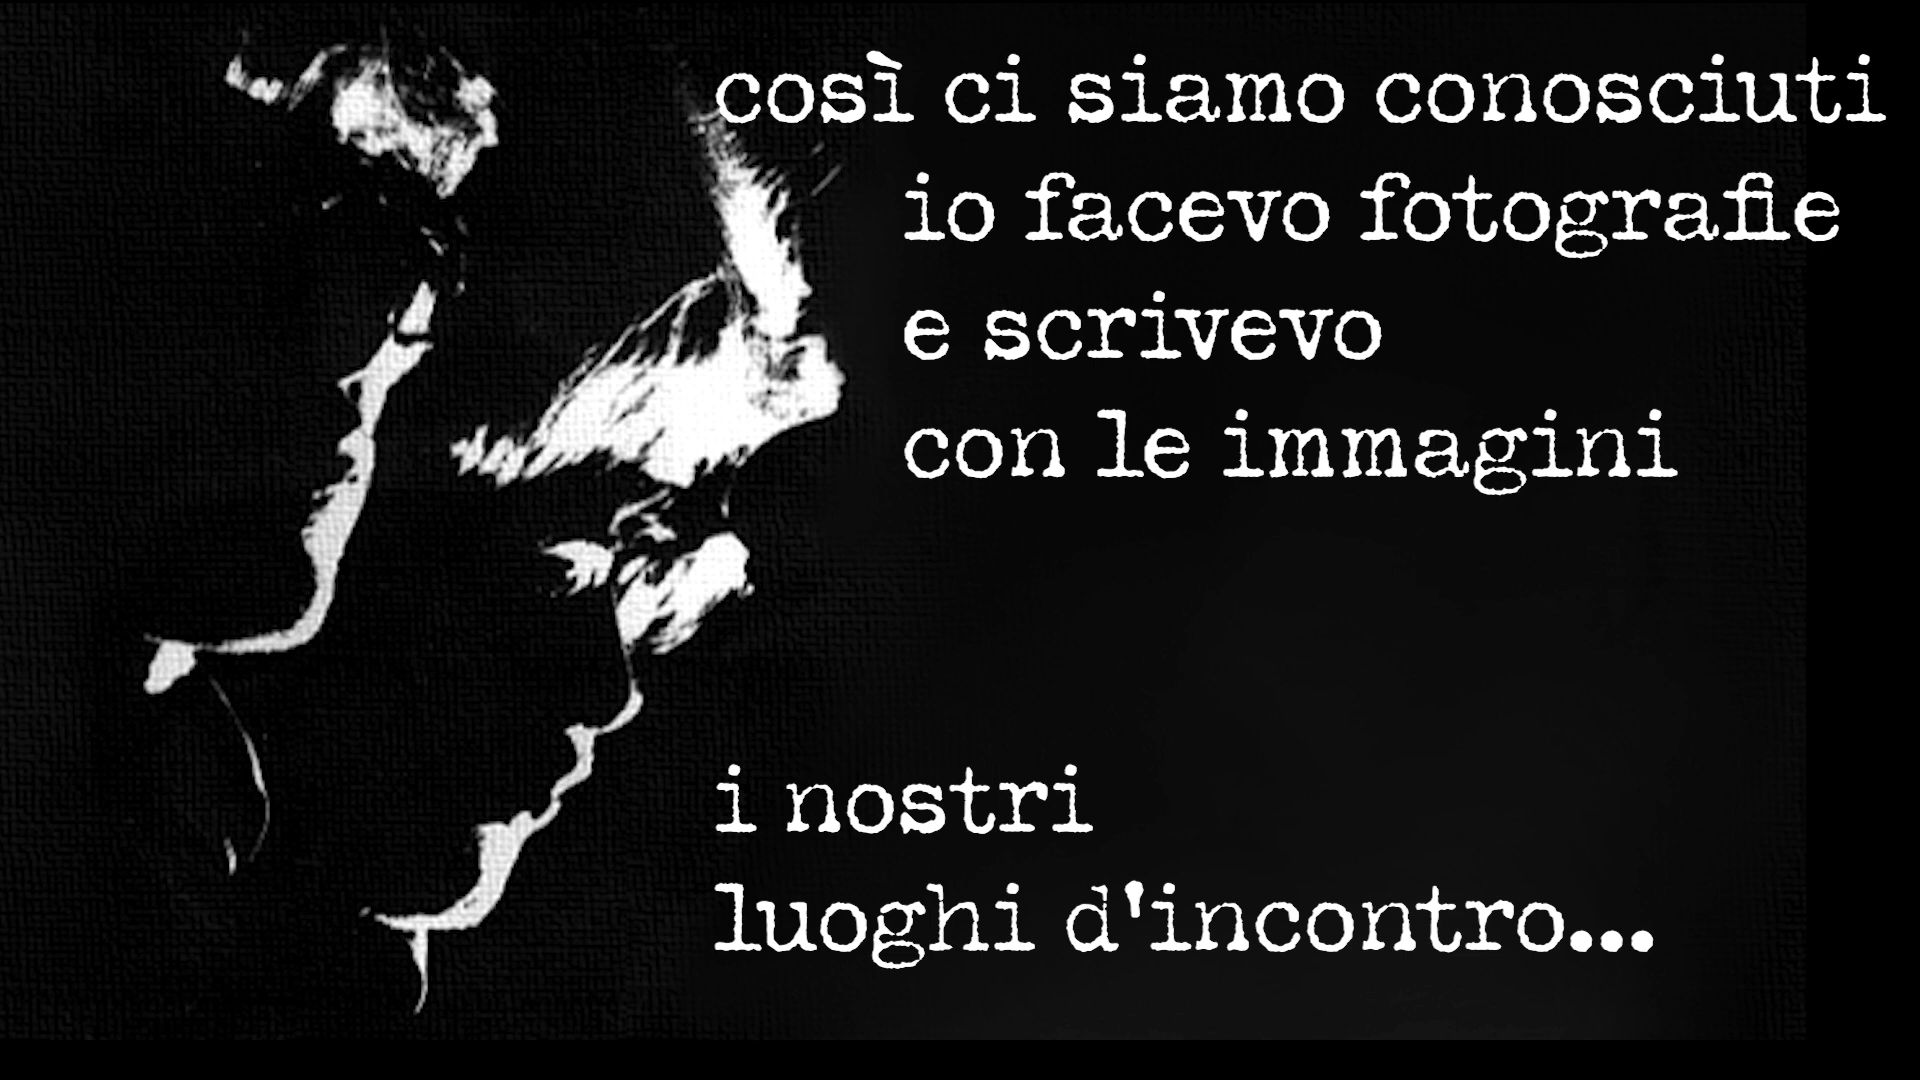 così ci siamo conosciuti
io facevo fotografie
e scrivevo
con le immagini
i nostri
luoghi d'incontro...